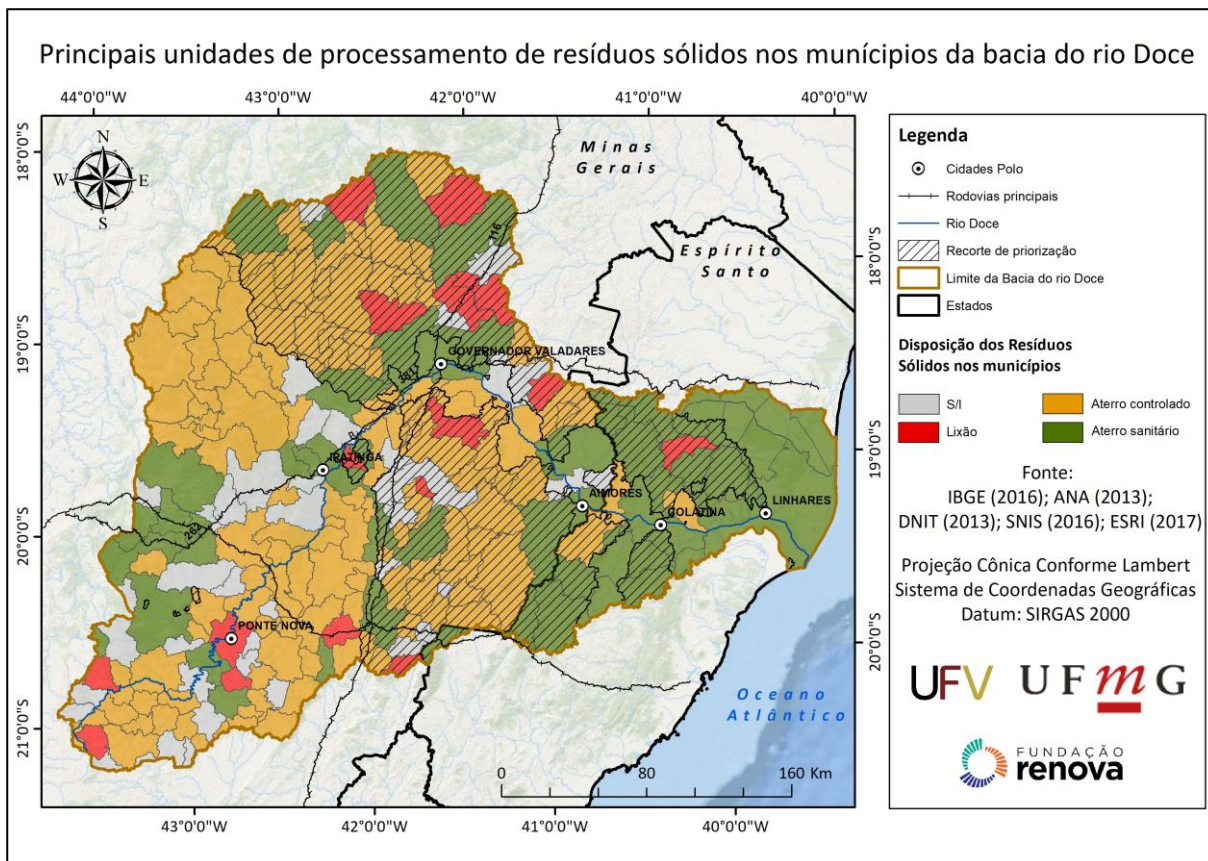 Principais unidades de processamento de resíduos sólidos nos munícipios da bacia do rio Doce
44°0'0"W 43°0'0"W 42°0'0"W 41°0'0"W 40°0'0"W
18°0'0"S
19°0'0"S
20°0'0"S
21°0'0"S
N
W E
S
Minas
Gerais
Espírito
Santo
116
GOVERNADOR VALADARES
381
IPATINGA
AIMORÉS
COLATINA
LINHARES
262
PONTE NOVA
Oceano
Atlântico
0 80 160 Km
18°0'0"S
19°0'0"S
20°0'0"S
43°0'0"W 42°0'0"W 41°0'0"W 40°0'0"W
Legenda
Cidades Polo
Rodovias principais
Rio Doce
Recorte de priorização
Limite da Bacia do rio Doce
Estados
Disposição dos Resíduos
Sólidos nos municípios
S/I Aterro controlado
Lixão Aterro sanitário
Fonte:
IBGE (2016); ANA (2013);
DNIT (2013); SNIS (2016); ESRI (2017)
Projeção Cônica Conforme Lambert
Sistema de Coordenadas Geográficas
Datum: SIRGAS 2000
UFV UFmG
FUNDAÇÃO
renova